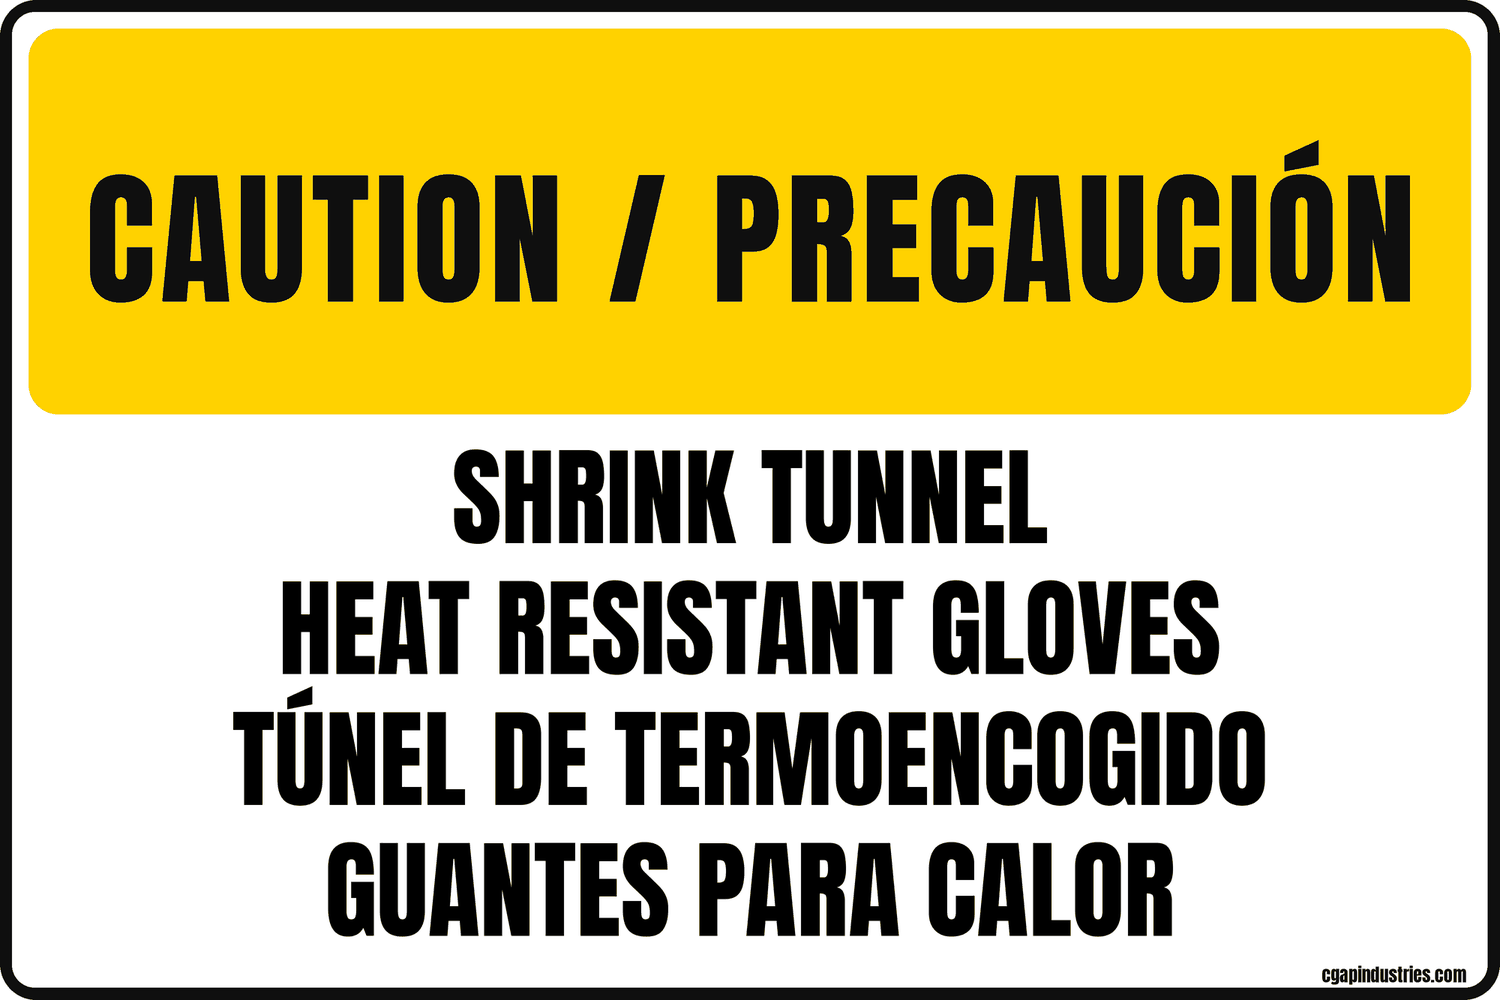 CAUTION / PRECAUCIÓN
SHRINK TUNNEL
HEAT RESISTANT GLOVES
TÚNEL DE TERMOENCOGIDO
GUANTES PARA CALOR
cgapindustries.com